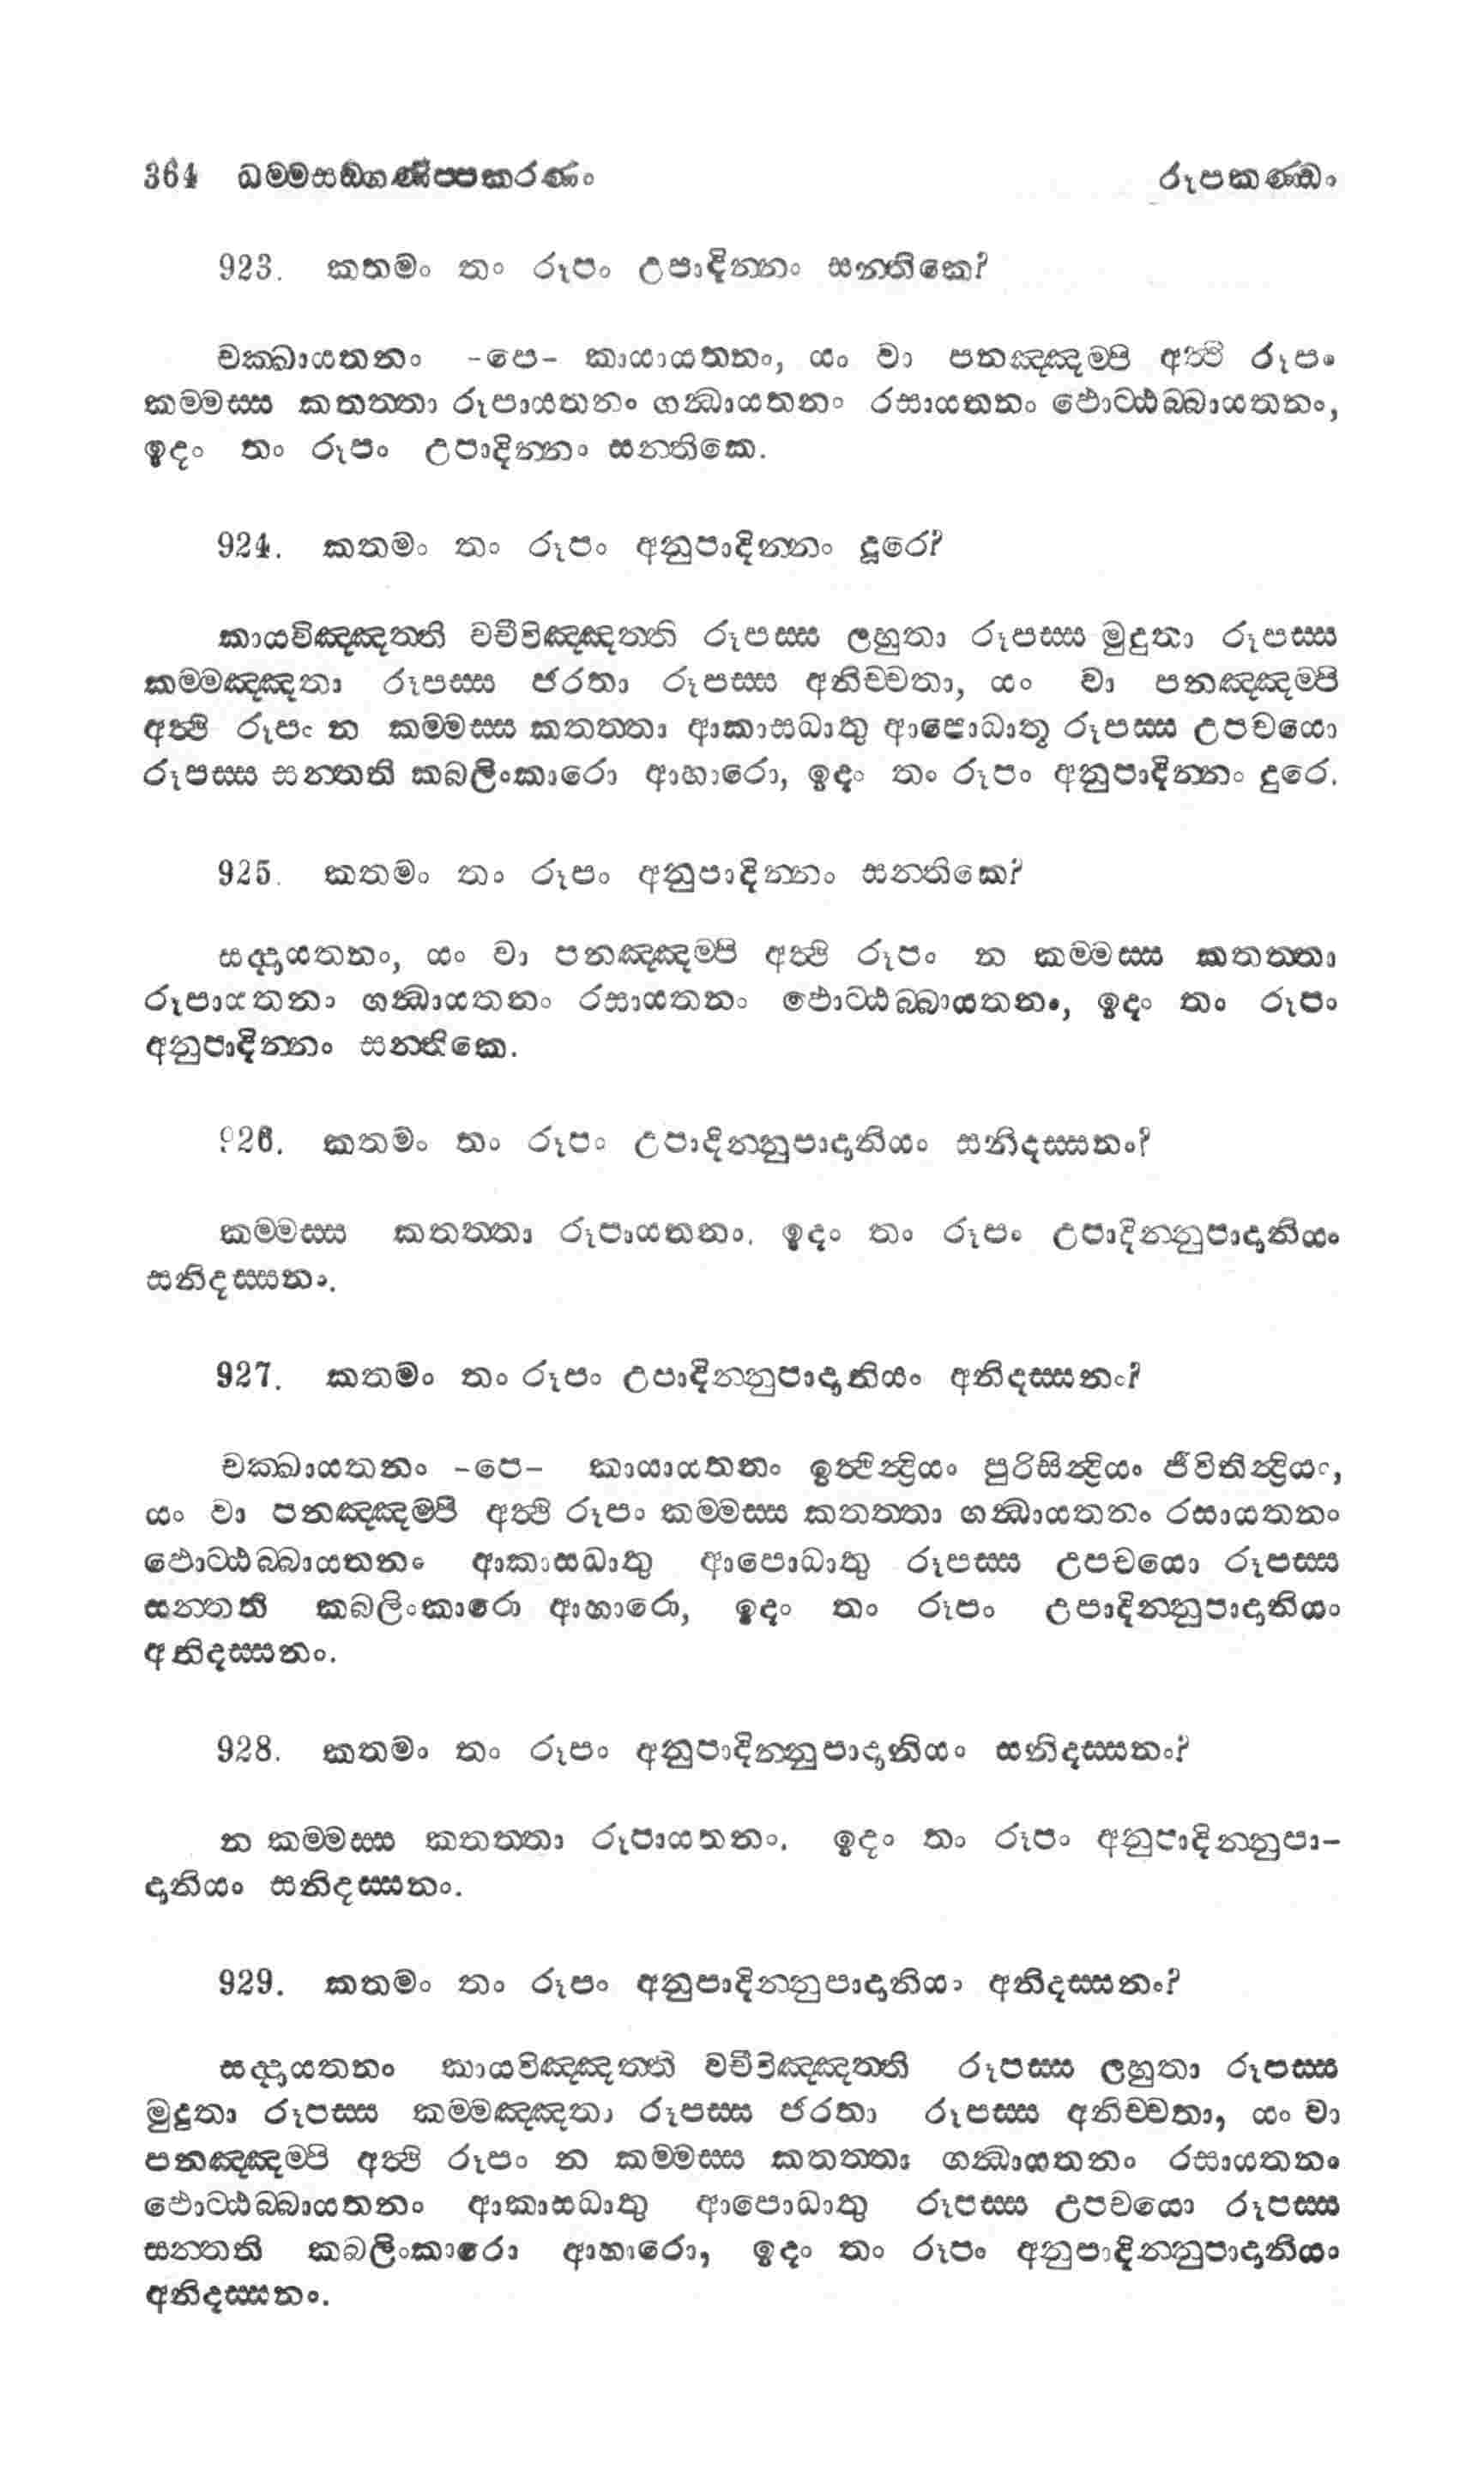 364 ධම්මසඞ්ගණිප්පකරණං රූපකණ්ඩං
923. කතමං තං රූපං උපාදින්නං සන්තිකෙ?
චක්ඛායතනං -පෙ- කායායතනං, යං වා පනඤ්ඤම්පි අත්ථි රූපං
කම්මස්ස කතත්තා රූපායතනං ගන්ධායතනං රසායතනං ඵොට්ඨබ්බායතනං,
ඉදං තං රූපං උපාදින්නං සන්තිකෙ.
924. කතමං තං රූපං අනුපාදින්නං දූරෙ?
කායවිඤ්ඤත්ති වචීවිඤ්ඤත්ති රූපස්ස ලහුතා රූපස්ස මුදුතා රූපස්ස
කම්මඤ්ඤතා රූපස්ස ජරතා රූපස්ස අනිච්චතා, යං වා පනඤ්ඤම්පි
අත්ථි රූපං න කම්මස්ස කතත්තා ආකාසධාතු ආපොධාතු රූපස්ස උපචයො
රූපස්ස සන්තති කබලිංකාරො ආහාරො, ඉදං තං රූපං අනුපාදින්නං දුරෙ.
925. කතමං තං රූපං අනුපාදින්නං සන්තිකෙ?
සද්දායතනං, යං වා පනඤ්ඤම්පි අත්ථි රූපං න කම්මස්ස කතත්තා
රූපායතනං ගන්ධායතනං රසායතනං ඵොට්ඨබ්බායතනං, ඉදං තං රූපං
අනුපාදින්නං සන්තිකෙ.
926. කතමං තං රූපං උපාදින්නුපාදානියං සනිදස්සනං?
කම්මස්ස කතත්තා රූපායතනං. ඉදං තං රූපං උපාදින්නුපාදානියං
සනිදස්සනං.
927. කතමං තං රූපං උපාදින්නුපාදානියං අනිදස්සනං?
චක්ඛායතනං -පෙ- කායායතනං ඉත්ථින්ද්‍රියං පුරිසින්ද්‍රියං ජීවිතින්ද්‍රියං,
යං වා පනඤ්ඤම්පි අත්ථි රූපං කම්මස්ස කතත්තා ගන්ධායතනං රසායතනං
ඵොට්ඨබ්බායතනං ආකාසධාතු ආපොධාතු රූපස්ස උපචයො රූපස්ස
සන්තති කබලිංකාරො ආහාරො, ඉදං තං රූපං උපාදින්නුපාදානියං
අනිදස්සනං.
928. කතමං තං රූපං අනුපාදින්නුපාදානියං සනිදස්සනං?
න කම්මස්ස කතත්තා රූපායතනං. ඉදං තං රූපං අනුපාදින්නුපා-
දානියං සනිදස්සනං.
929. කතමං තං රූපං අනුපාදින්නුපාදානියං අනිදස්සනං?
සද්දායතනං කායවිඤ්ඤත්ති වචීවිඤ්ඤත්ති රූපස්ස ලහුතා රූපස්ස
මුදුතා රූපස්ස කම්මඤ්ඤතා රූපස්ස ජරතා රූපස්ස අනිච්චතා, යං වා
පනඤ්ඤම්පි අත්ථි රූපං න කම්මස්ස කතත්තා ගන්ධායතනං රසායතනං
ඵොට්ඨබ්බායතනං ආකාසධාතු ආපොධාතු රූපස්ස උපචයො රූපස්ස
සන්තති කබලිංකාරො ආහාරො, ඉදං තං රූපං අනුපාදින්නුපාදානියං
අනිදස්සනං.